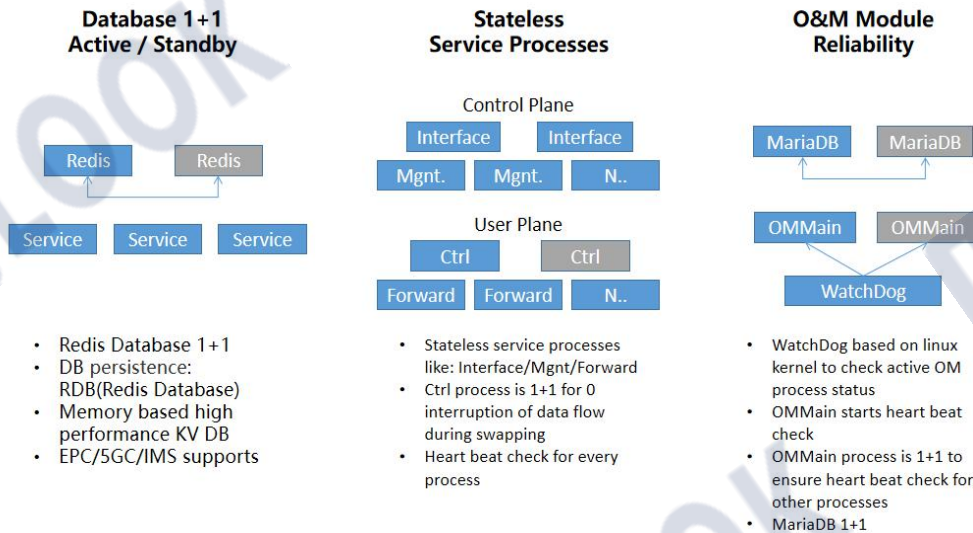 Database 1+1
Active / Standby
Redis
Redis
Service
Service
Service
• Redis Database 1+1
• DB persistence:
RDB(Redis Database)
• Memory based high
performance KV DB
• EPC/5GC/IMS supports
Stateless
Service Processes
Control Plane
Interface
Interface
Mgnt.
Mgnt.
N..
User Plane
Ctrl
Ctrl
Forward
Forward
N..
• Stateless service processes
like: Interface/Mgnt/Forward
• Ctrl process is 1+1 for 0
interruption of data flow
during swapping
• Heart beat check for every
process
O&M Module
Reliability
MariaDB
MariaDB
OMMain
OMMain
WatchDog
• WatchDog based on linux
kernel to check active OM
process status
• OMMain starts heart beat
check
• OMMain process is 1+1 to
ensure heart beat check for
other processes
• MariaDB 1+1